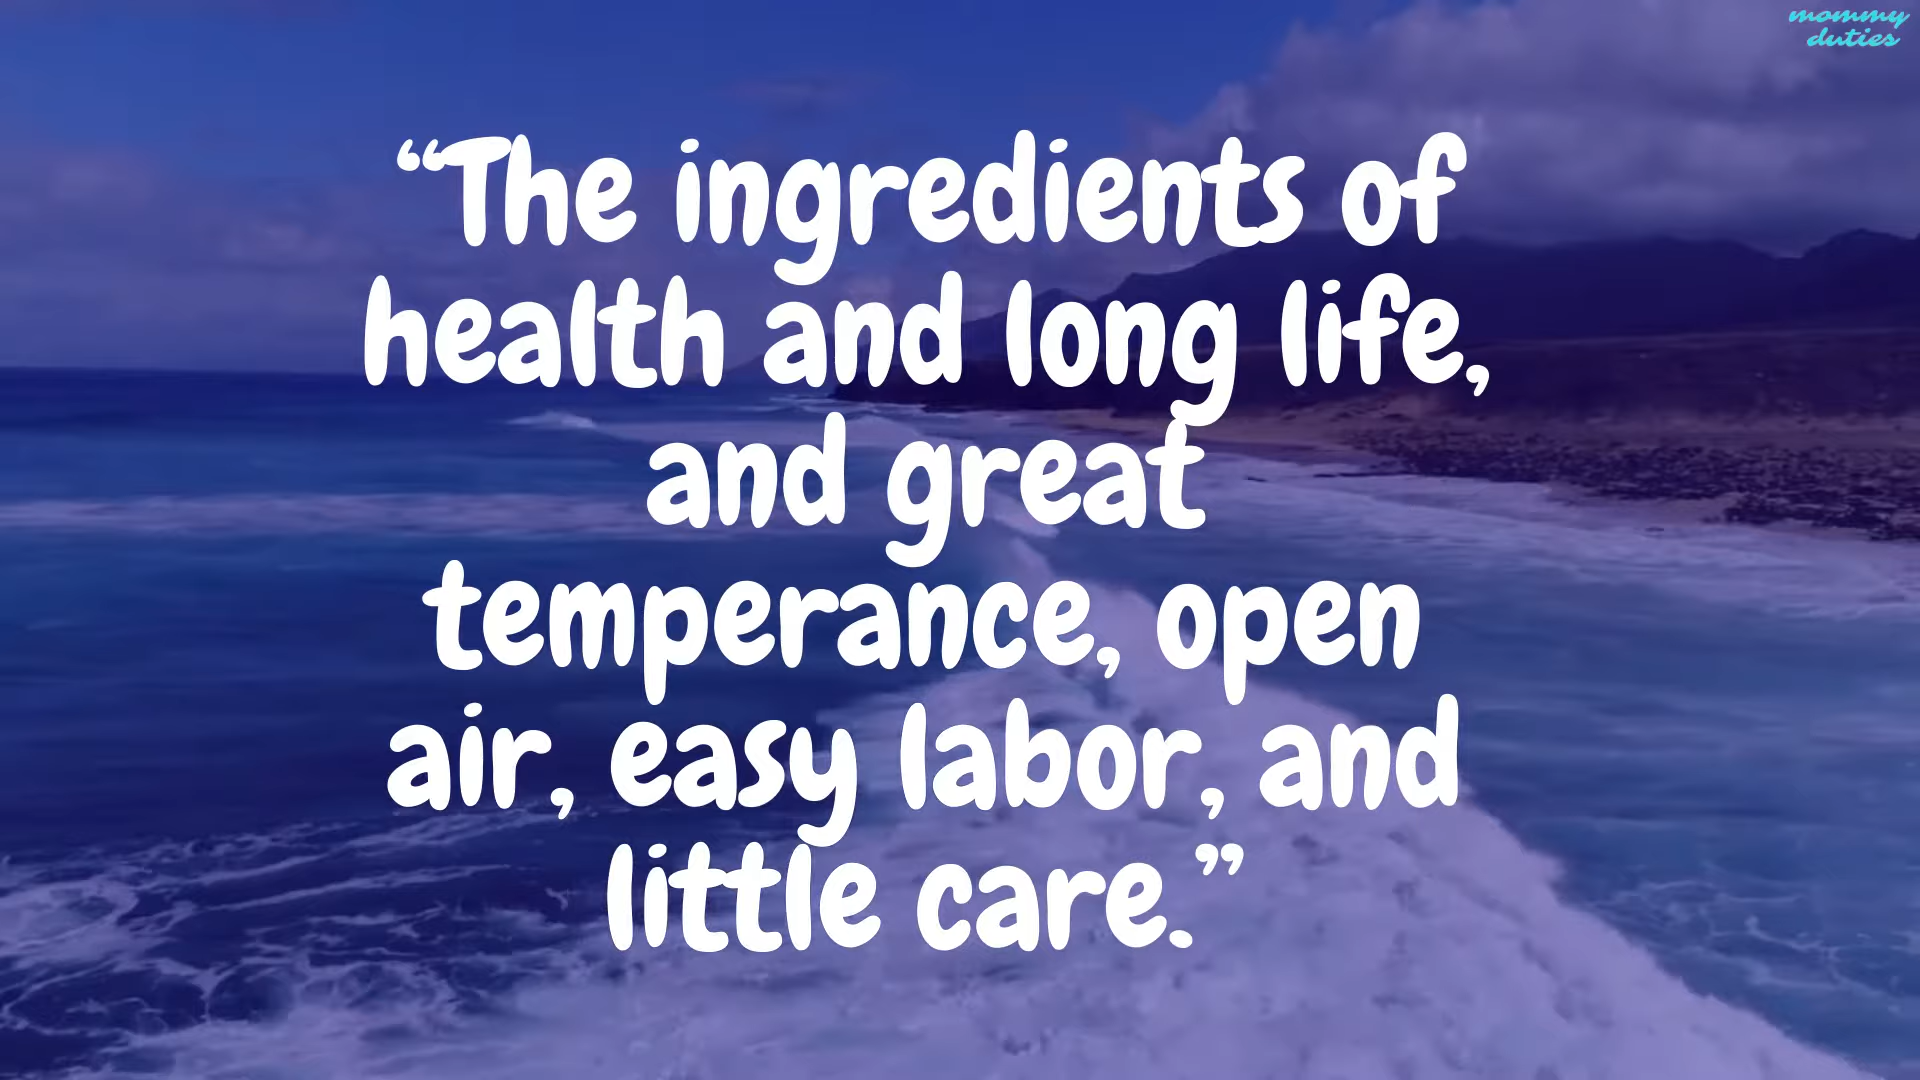 mommy
duties
“The ingredients of
health and long life,
and great
temperance, open
air, easy labor, and
little care.”